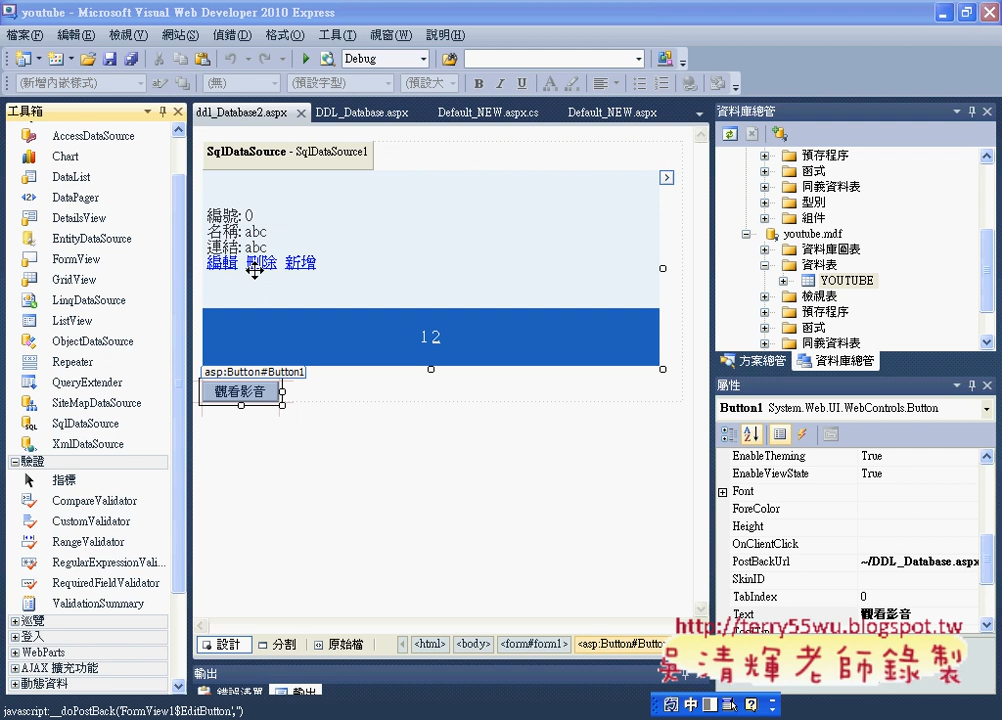 youtube - Microsoft Visual Web Developer 2010 Express
檔案(F) 編輯(E) 檢視(V) 網站(S) 偵錯(D) 格式(O) 工具(T) 視窗(W) 說明(H)
Debug
(新增內嵌樣式) (無) (預設字型) (預設大 B I U A
工具箱
AccessDataSource
Chart
DataList
DataPager
DetailsView
EntityDataSource
FormView
GridView
LinqDataSource
ListView
ObjectDataSource
Repeater
QueryExtender
SiteMapDataSource
SqlDataSource
XmlDataSource
驗證
指標
CompareValidator
CustomValidator
RangeValidator
RegularExpressionVali...
RequiredFieldValidator
ValidationSummary
巡覽
登入
WebParts
AJAX 擴充功能
動態資料
ddl_Database2.aspx DDL_Database.aspx Default_NEW.aspx.cs Default_NEW.aspx
SqlDataSource - SqlDataSource1
編號: 0
名稱: abc
連結: abc
編輯 刪除 新增
1 2
asp:Button#Button1
觀看影音
設計 分割 原始檔 <html> <body> <form#form1> <asp:Button#Butto
輸出
錯誤清單 輸出
資料庫總管
預存程序
函式
同義資料表
型別
組件
youtube.mdf
資料庫圖表
資料表
YOUTUBE
檢視表
預存程序
函式
同義資料表
方案總管 資料庫總管
屬性
Button1 System.Web.UI.WebControls.Button
EnableTheming True
EnableViewState True
Font
ForeColor
Height
OnClientClick
PostBackUrl ~/DDL_Database.aspx
SkinID
TabIndex 0
Text 觀看影音
http://terry55wu.blogspot.tw
吳清輝老師錄製
中
javascript:__doPostBack('FormView1$EditButton','')